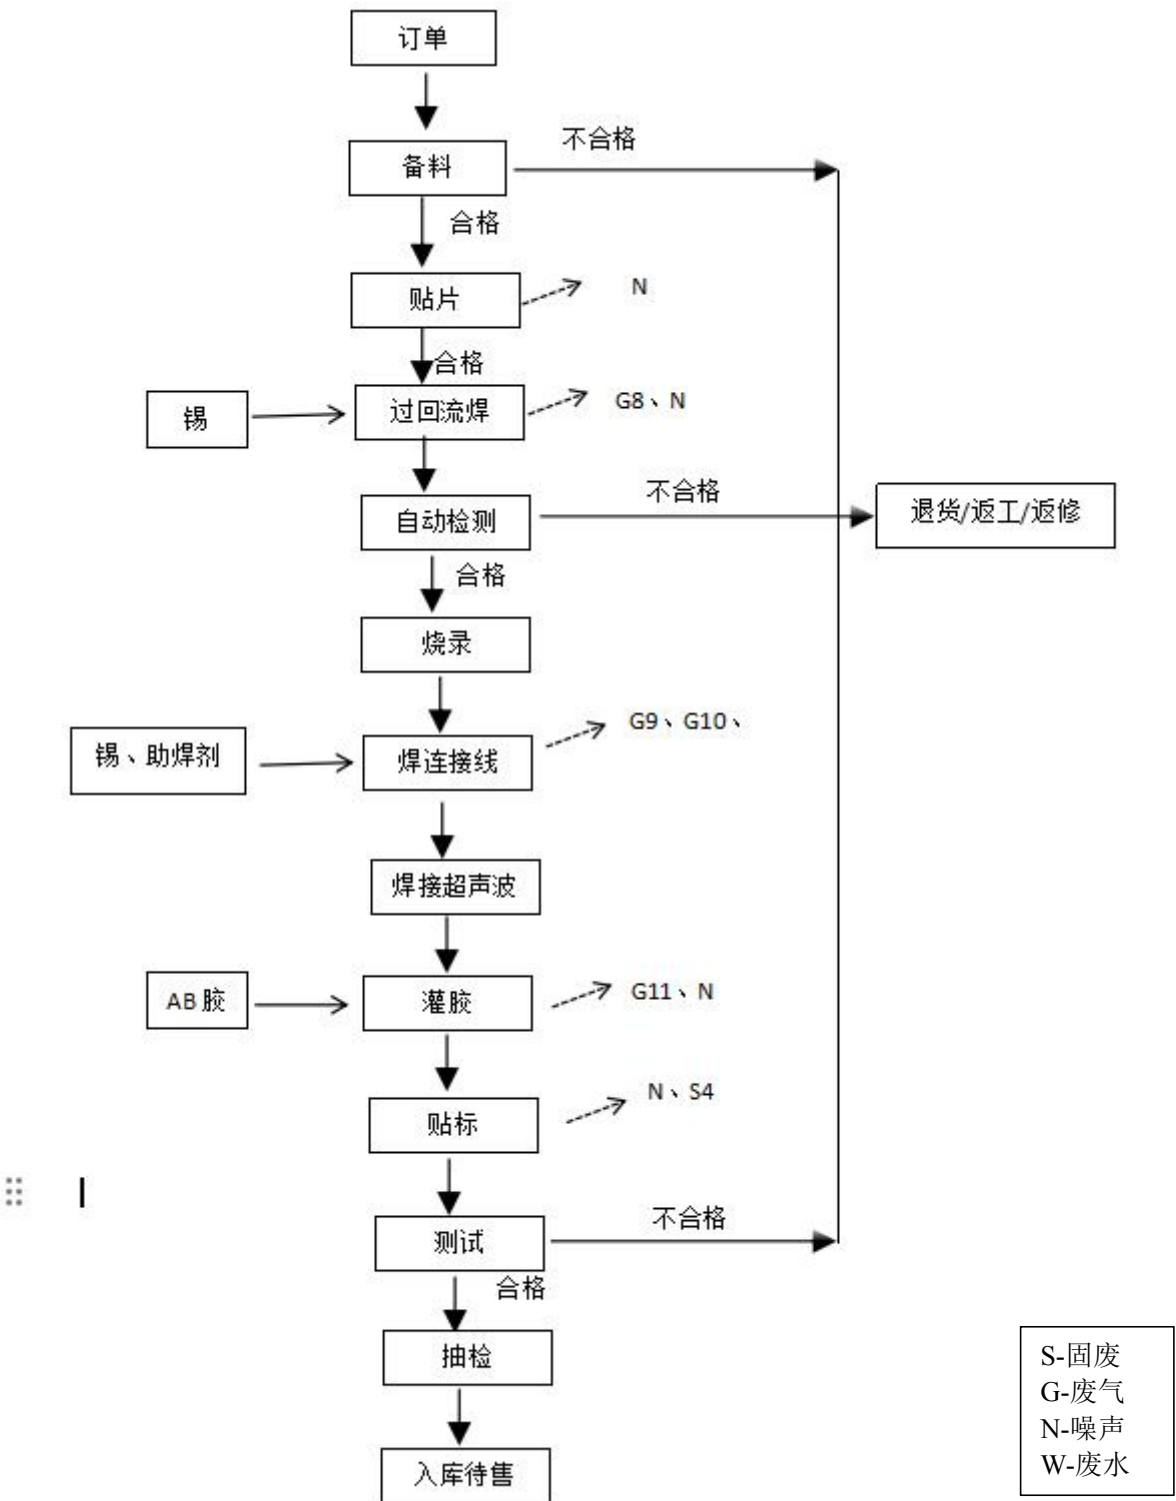 订单
不合格
备料
合格
贴片
N
合格
锡
过回流焊
G8、N
自动检测
不合格
退货/返工/返修
合格
烧录
锡、助焊剂
焊连接线
G9、G10、
焊接超声波
AB胶
灌胶
G11、N
贴标
N、S4
测试
不合格
合格
抽检
入库待售
S-固废
G-废气
N-噪声
W-废水